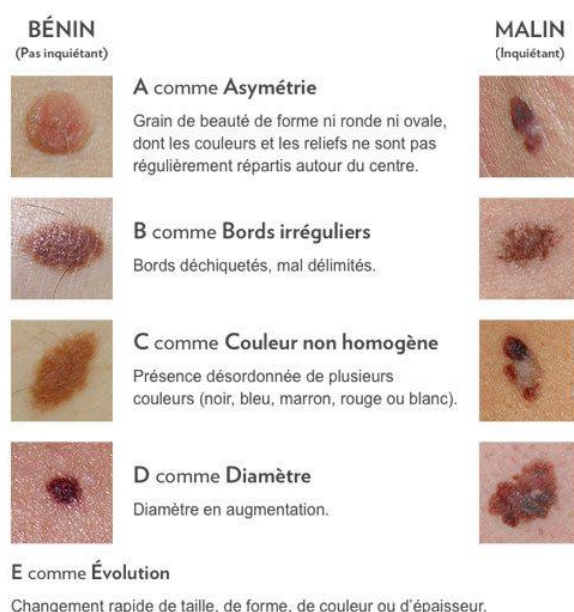 BÉNIN
(Pas inquiétant)
MALIN
(Inquiétant)
A comme Asymétrie
Grain de beauté de forme ni ronde ni ovale,
dont les couleurs et les reliefs ne sont pas
régulièrement répartis autour du centre.
B comme Bords irréguliers
Bords déchiquetés, mal délimités.
C comme Couleur non homogène
Présence désordonnée de plusieurs
couleurs (noir, bleu, marron, rouge ou blanc).
D comme Diamètre
Diamètre en augmentation.
E comme Évolution
Changement rapide de taille, de forme, de couleur ou d'épaisseur.